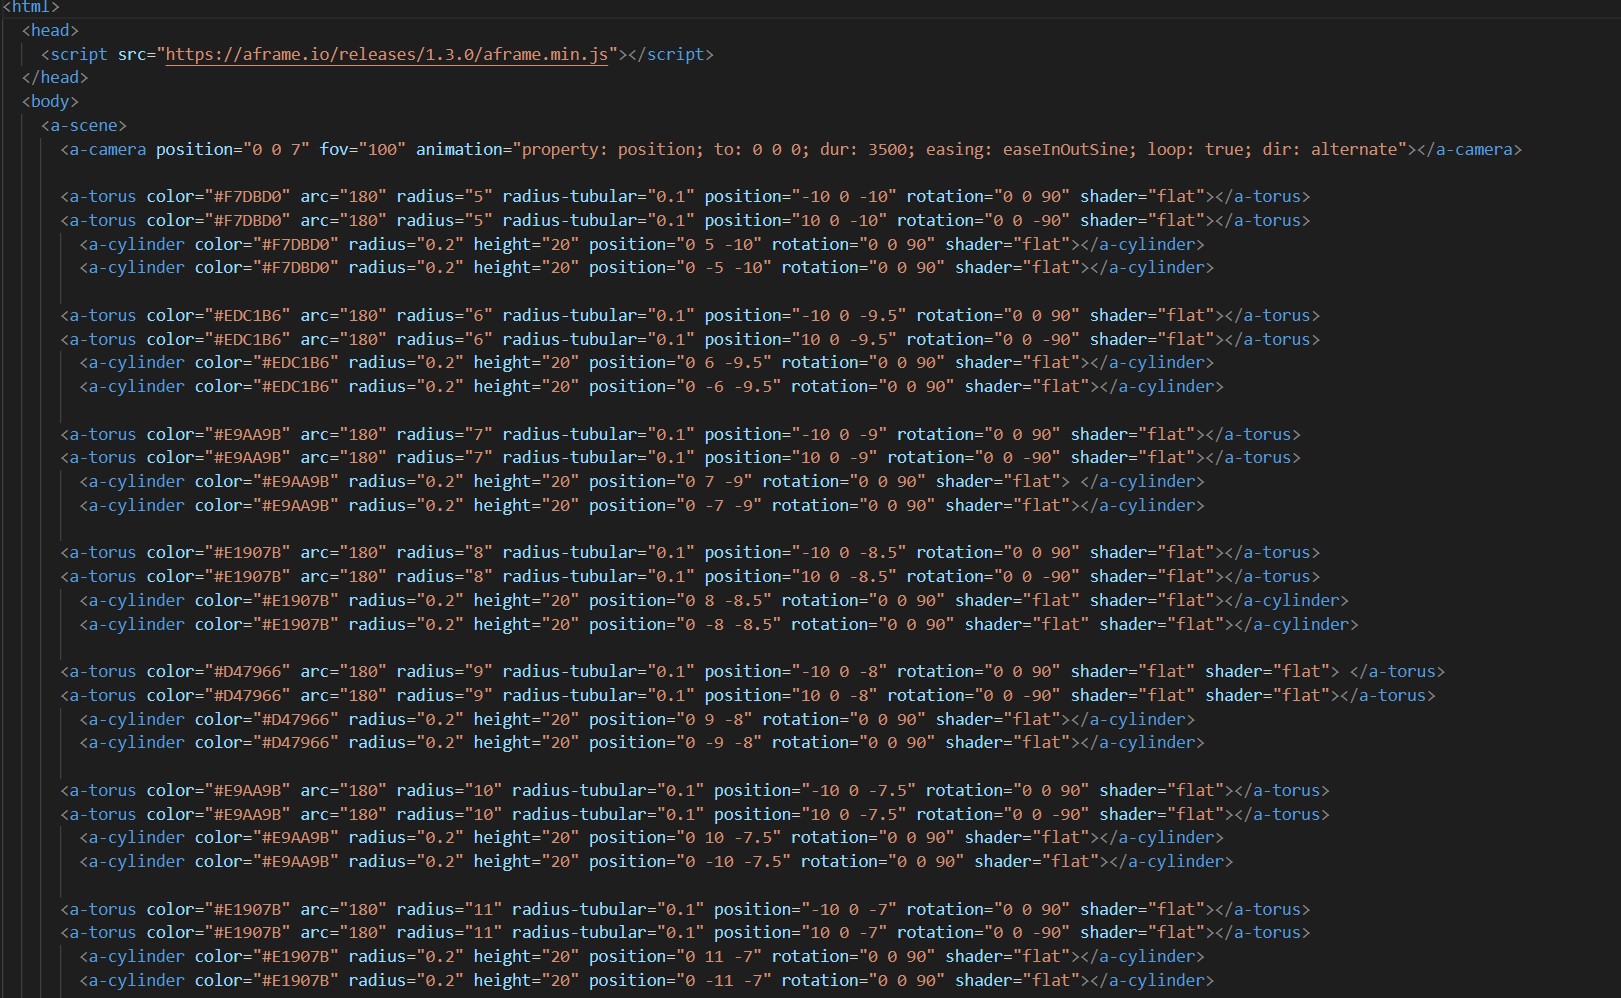 <html>
<head>
<script src="https://aframe.io/releases/1.3.0/aframe.min.js"></script>
</head>
<body>
<a-scene>
<a-camera position="0 0 7" fov="100" animation="property: position; to: 0 0 0; dur: 3500; easing: easeInOutSine; loop: true; dir: alternate"></a-camera>
<a-torus color="#F7DBD0" arc="180" radius="5" radius-tubular="0.1" position="-10 0 -10" rotation="0 0 90" shader="flat"></a-torus>
<a-torus color="#F7DBD0" arc="180" radius="5" radius-tubular="0.1" position="10 0 -10" rotation="0 0 -90" shader="flat"></a-torus>
<a-cylinder color="#F7DBD0" radius="0.2" height="20" position="0 5 -10" rotation="0 0 90" shader="flat"></a-cylinder>
<a-cylinder color="#F7DBD0" radius="0.2" height="20" position="0 -5 -10" rotation="0 0 90" shader="flat"></a-cylinder>
<a-torus color="#EDC1B6" arc="180" radius="6" radius-tubular="0.1" position="-10 0 -9.5" rotation="0 0 90" shader="flat"></a-torus>
<a-torus color="#EDC1B6" arc="180" radius="6" radius-tubular="0.1" position="10 0 -9.5" rotation="0 0 -90" shader="flat"></a-torus>
<a-cylinder color="#EDC1B6" radius="0.2" height="20" position="0 6 -9.5" rotation="0 0 90" shader="flat"></a-cylinder>
<a-cylinder color="#EDC1B6" radius="0.2" height="20" position="0 -6 -9.5" rotation="0 0 90" shader="flat"></a-cylinder>
<a-torus color="#E9AA9B" arc="180" radius="7" radius-tubular="0.1" position="-10 0 -9" rotation="0 0 90" shader="flat"></a-torus>
<a-torus color="#E9AA9B" arc="180" radius="7" radius-tubular="0.1" position="10 0 -9" rotation="0 0 -90" shader="flat"></a-torus>
<a-cylinder color="#E9AA9B" radius="0.2" height="20" position="0 7 -9" rotation="0 0 90" shader="flat"> </a-cylinder>
<a-cylinder color="#E9AA9B" radius="0.2" height="20" position="0 -7 -9" rotation="0 0 90" shader="flat"></a-cylinder>
<a-torus color="#E1907B" arc="180" radius="8" radius-tubular="0.1" position="-10 0 -8.5" rotation="0 0 90" shader="flat"></a-torus>
<a-torus color="#E1907B" arc="180" radius="8" radius-tubular="0.1" position="10 0 -8.5" rotation="0 0 -90" shader="flat"></a-torus>
<a-cylinder color="#E1907B" radius="0.2" height="20" position="0 8 -8.5" rotation="0 0 90" shader="flat" shader="flat"></a-cylinder>
<a-cylinder color="#E1907B" radius="0.2" height="20" position="0 -8 -8.5" rotation="0 0 90" shader="flat" shader="flat"></a-cylinder>
<a-torus color="#D47966" arc="180" radius="9" radius-tubular="0.1" position="-10 0 -8" rotation="0 0 90" shader="flat" shader="flat"> </a-torus>
<a-torus color="#D47966" arc="180" radius="9" radius-tubular="0.1" position="10 0 -8" rotation="0 0 -90" shader="flat" shader="flat"></a-torus>
<a-cylinder color="#D47966" radius="0.2" height="20" position="0 9 -8" rotation="0 0 90" shader="flat"></a-cylinder>
<a-cylinder color="#D47966" radius="0.2" height="20" position="0 -9 -8" rotation="0 0 90" shader="flat"></a-cylinder>
<a-torus color="#E9AA9B" arc="180" radius="10" radius-tubular="0.1" position="-10 0 -7.5" rotation="0 0 90" shader="flat"></a-torus>
<a-torus color="#E9AA9B" arc="180" radius="10" radius-tubular="0.1" position="10 0 -7.5" rotation="0 0 -90" shader="flat"></a-torus>
<a-cylinder color="#E9AA9B" radius="0.2" height="20" position="0 10 -7.5" rotation="0 0 90" shader="flat"></a-cylinder>
<a-cylinder color="#E9AA9B" radius="0.2" height="20" position="0 -10 -7.5" rotation="0 0 90" shader="flat"></a-cylinder>
<a-torus color="#E1907B" arc="180" radius="11" radius-tubular="0.1" position="-10 0 -7" rotation="0 0 90" shader="flat"></a-torus>
<a-torus color="#E1907B" arc="180" radius="11" radius-tubular="0.1" position="10 0 -7" rotation="0 0 -90" shader="flat"></a-torus>
<a-cylinder color="#E1907B" radius="0.2" height="20" position="0 11 -7" rotation="0 0 90" shader="flat"></a-cylinder>
<a-cylinder color="#E1907B" radius="0.2" height="20" position="0 -11 -7" rotation="0 0 90" shader="flat"></a-cylinder>